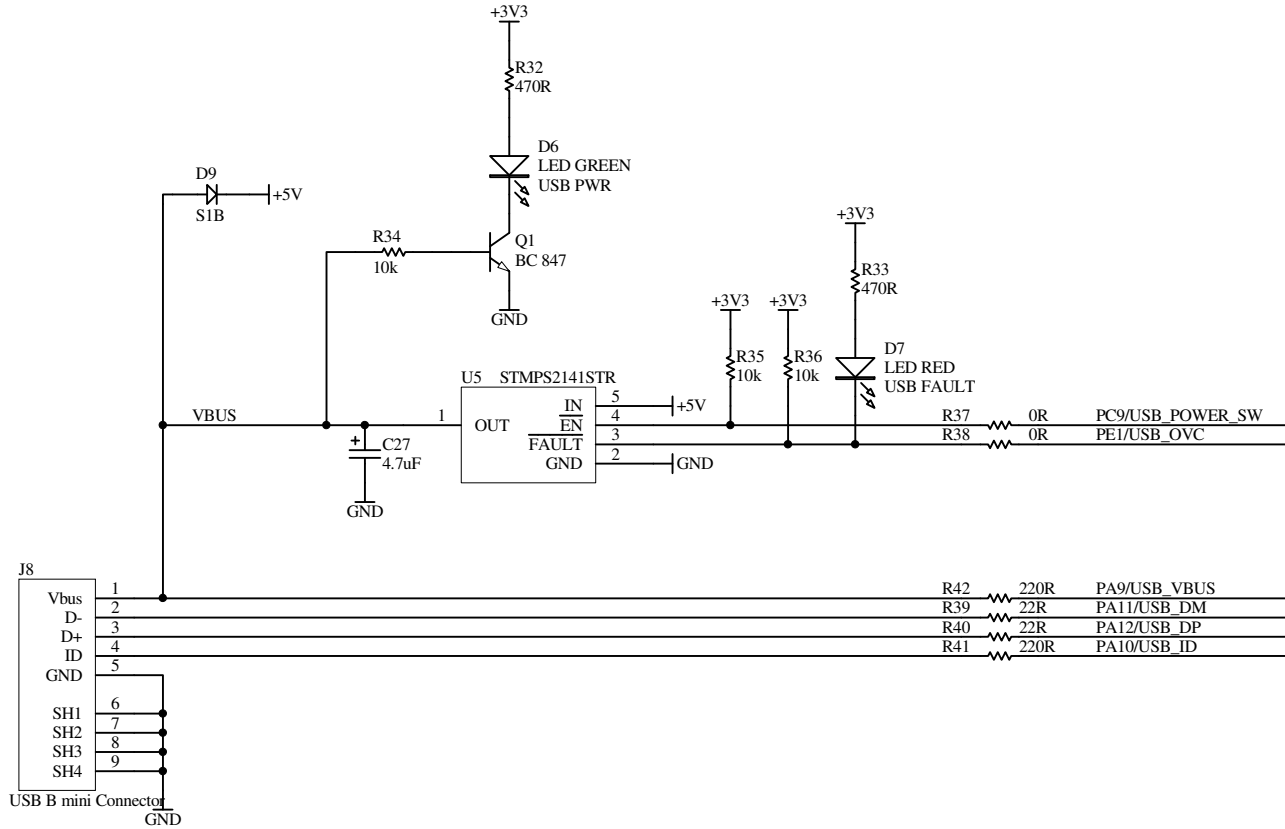 +3V3
R32
470R
D6
LED GREEN
USB PWR
D9
+5V
S1B
R34
10k
Q1
BC 847
GND
+3V3
R33
470R
+3V3
+3V3
R35
10k
R36
10k
D7
LED RED
USB FAULT
U5 STMPS2141STR
VBUS
1
OUT
IN
5
+5V
EN
4
FAULT
3
GND
2
GND
R37 0R PC9/USB_POWER_SW
R38 0R PE1/USB_OVC
+
C27
4.7uF
GND
J8
Vbus 1
D- 2
D+ 3
ID 4
GND 5
SH1 6
SH2 7
SH3 8
SH4 9
USB B mini Connector
GND
R42 220R PA9/USB_VBUS
R39 22R PA11/USB_DM
R40 22R PA12/USB_DP
R41 220R PA10/USB_ID